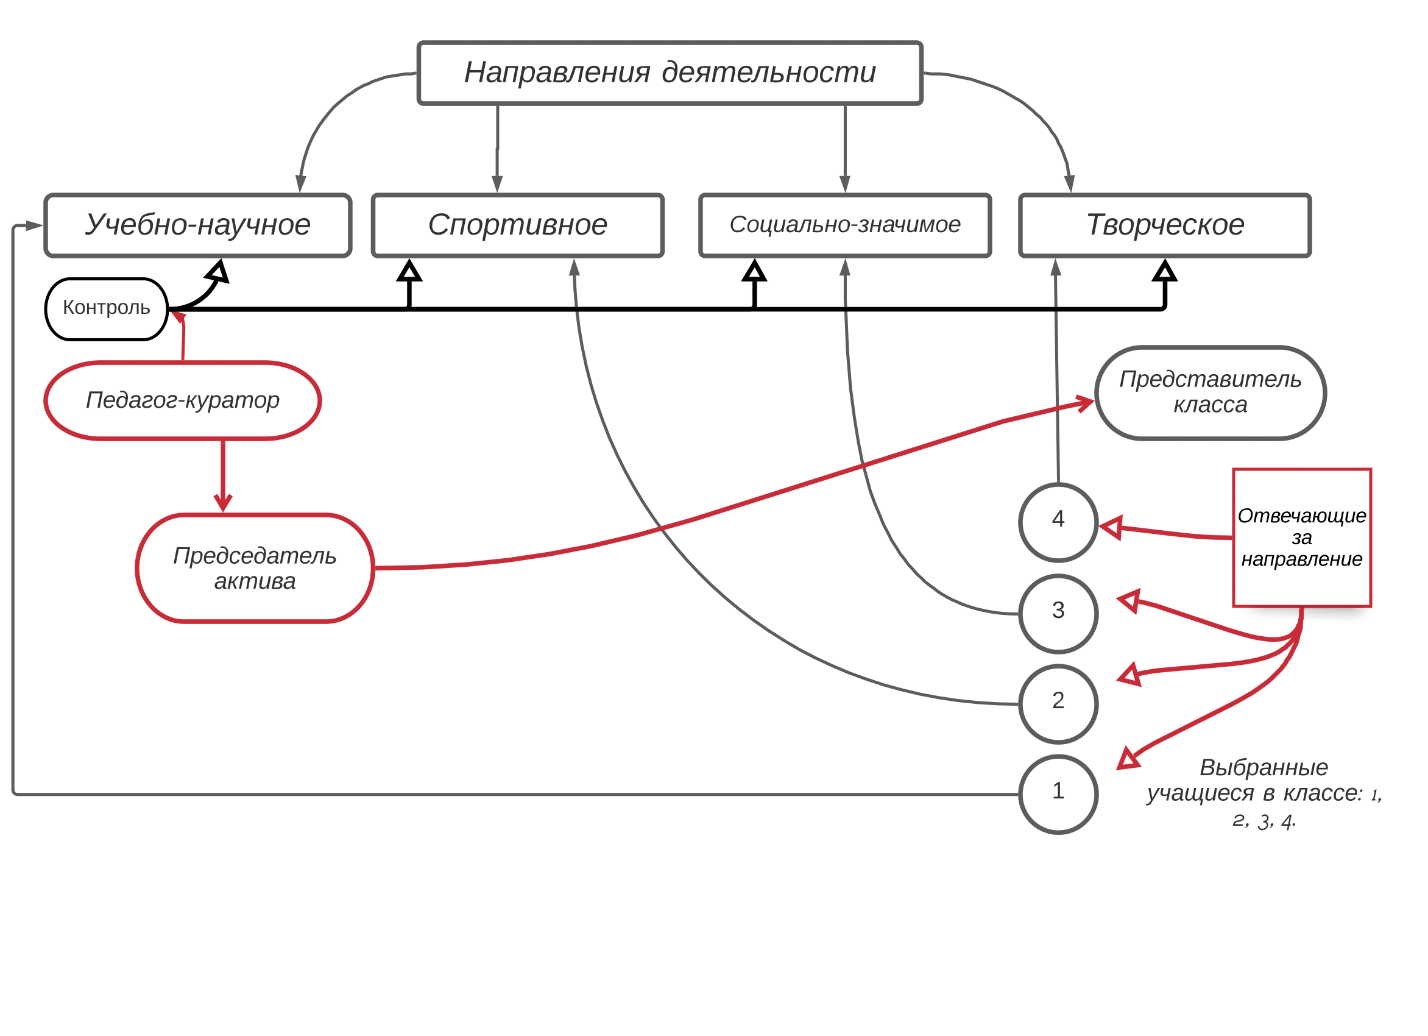 Направления деятельности
Учебно-научное
Спортивное
Социально-значимое
Творческое
Контроль
Педагог-куратор
Представитель
класса
Председатель
актива
Отвечающие
за
направление
4
3
2
1
Выбранные
учащиеся в классе: 1,
2, 3, 4.